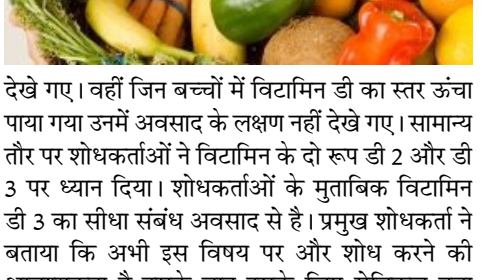 देखे गए। वहीं जिन बच्चों में विटामिन डी का स्तर ऊंचा
पाया गया उनमें अवसाद के लक्षण नहीं देखे गए। सामान्य
तौर पर शोधकर्ताओं ने विटामिन के दो रूप डी 2 और डी
3 पर ध्यान दिया। शोधकर्ताओं के मुताबिक विटामिन
डी 3 का सीधा संबंध अवसाद से है। प्रमुख शोधकर्ता ने
बताया कि अभी इस विषय पर और शोध करने की